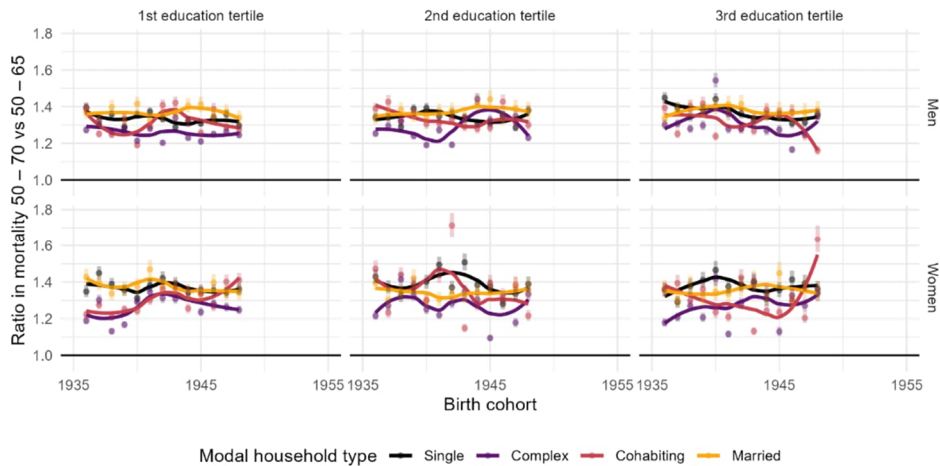 1st education tertile 2nd education tertile 3rd education tertile
Ratio in mortality 50 – 70 vs 50 – 65
1.8
1.6
1.4
1.2
1.0
Men
1.8
1.6
1.4
1.2
1.0
Women
1935 1945 1955 1935 1945 1955 1935 1945 1955
Birth cohort
Modal household type Single Complex Cohabiting Married